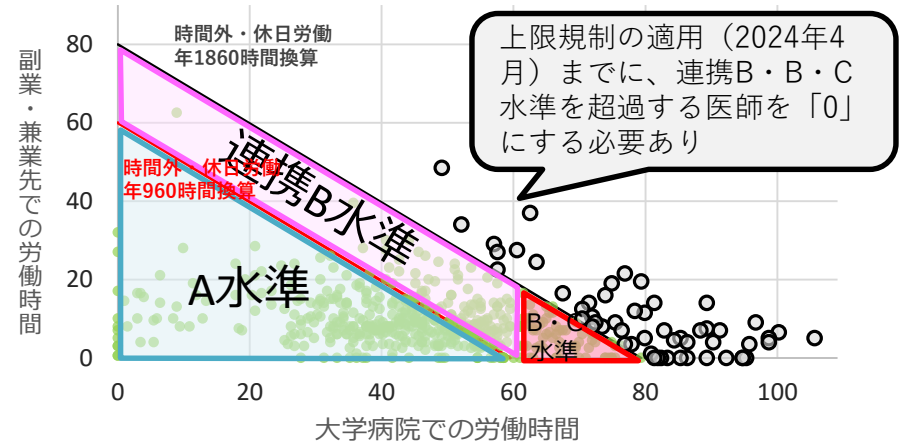 副業・兼業先での労働時間
80
60
40
20
0
時間外・休日労働
年1860時間換算
上限規制の適用（2024年4
月）までに、連携B・B・C
水準を超過する医師を「0」
にする必要あり
連携B水準
時間外・休日労働
年960時間換算
A水準
B・C
水準
0
20
40
60
80
100
大学病院での労働時間